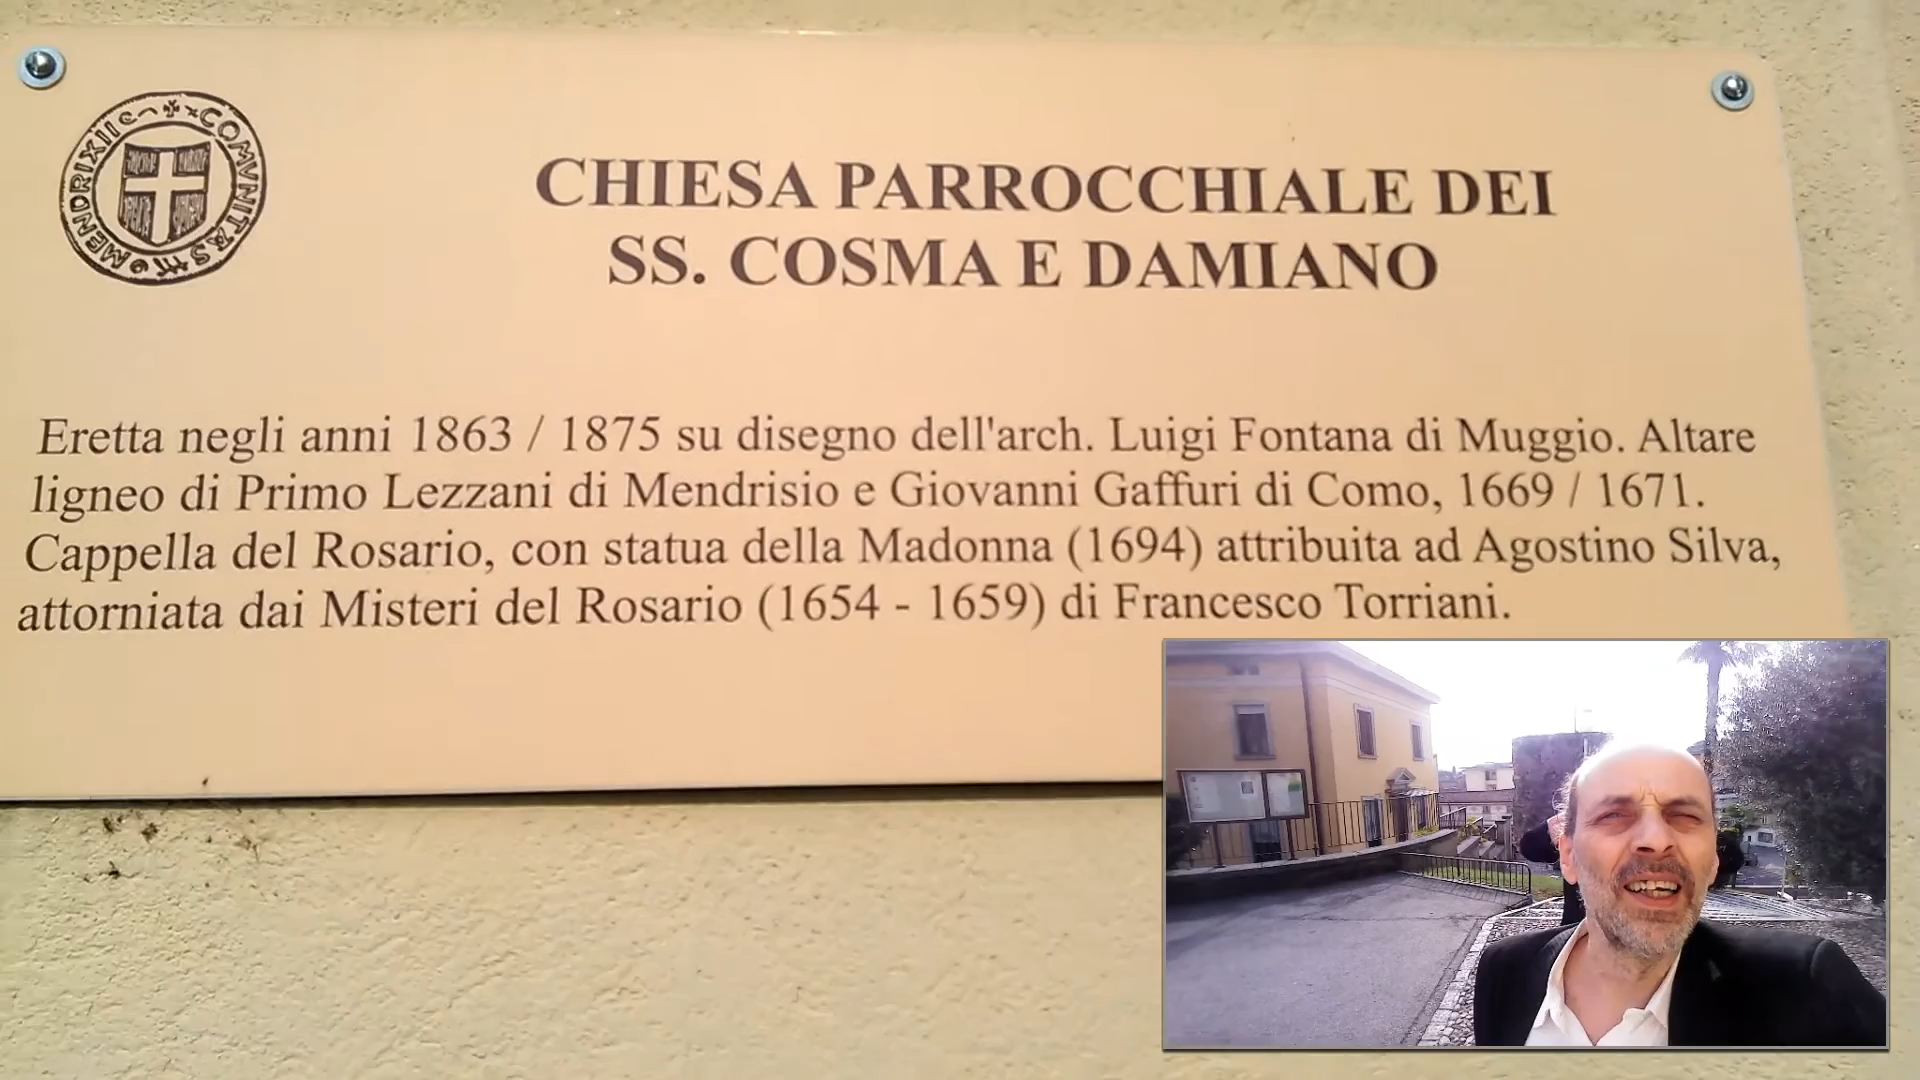 COMVNITAS MENDRIXII
CHIESA PARROCCHIALE DEI
SS. COSMA E DAMIANO
Eretta negli anni 1863 / 1875 su disegno dell'arch. Luigi Fontana di Muggio. Altare
ligneo di Primo Lezzani di Mendrisio e Giovanni Gaffuri di Como, 1669 / 1671.
Cappella del Rosario, con statua della Madonna (1694) attribuita ad Agostino Silva,
attorniata dai Misteri del Rosario (1654 - 1659) di Francesco Torriani.